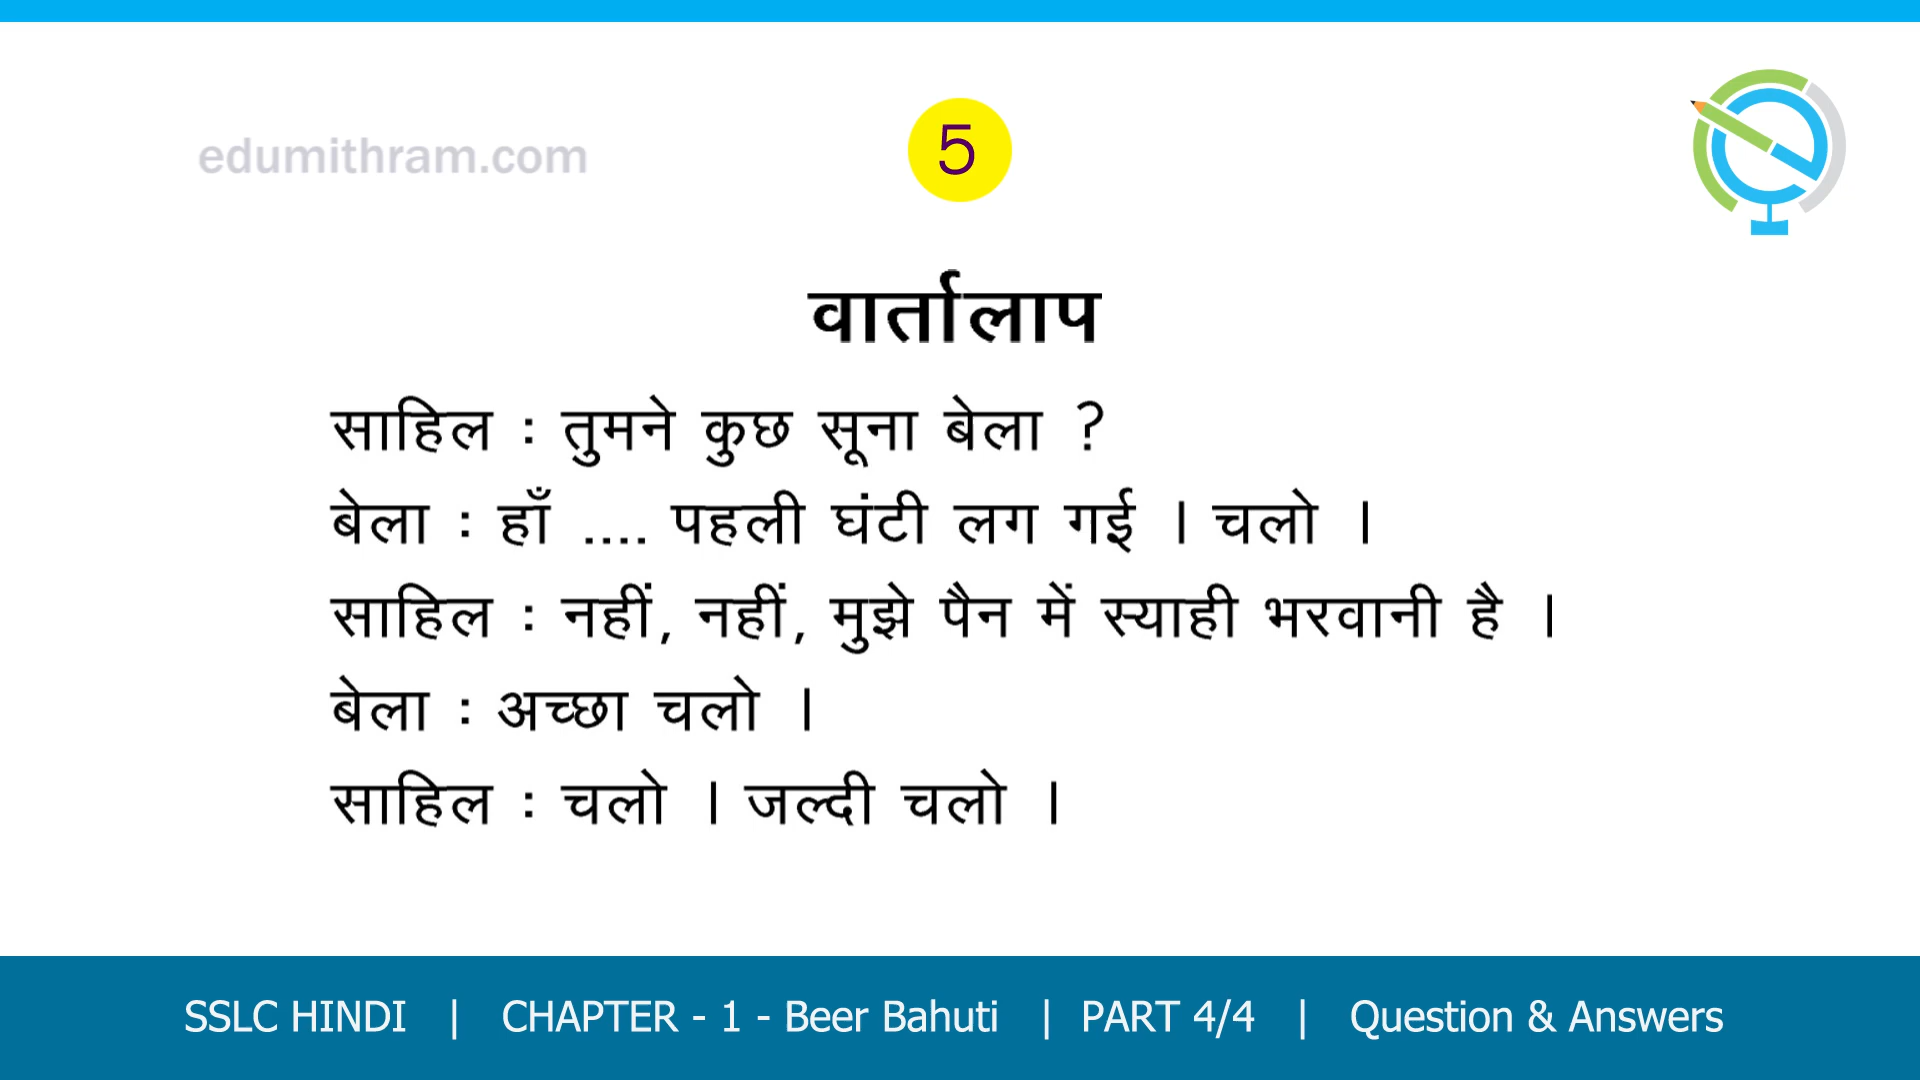 edumithram.com
5
वार्तालाप
साहिल : तुमने कुछ सूना बेला ?
बेला : हाँ .... पहली घंटी लग गई । चलो ।
साहिल : नहीं, नहीं, मुझे पैन में स्याही भरवानी है ।
बेला : अच्छा चलो ।
साहिल : चलो । जल्दी चलो ।
SSLC HINDI | CHAPTER - 1 - Beer Bahuti | PART 4/4 | Question & Answers